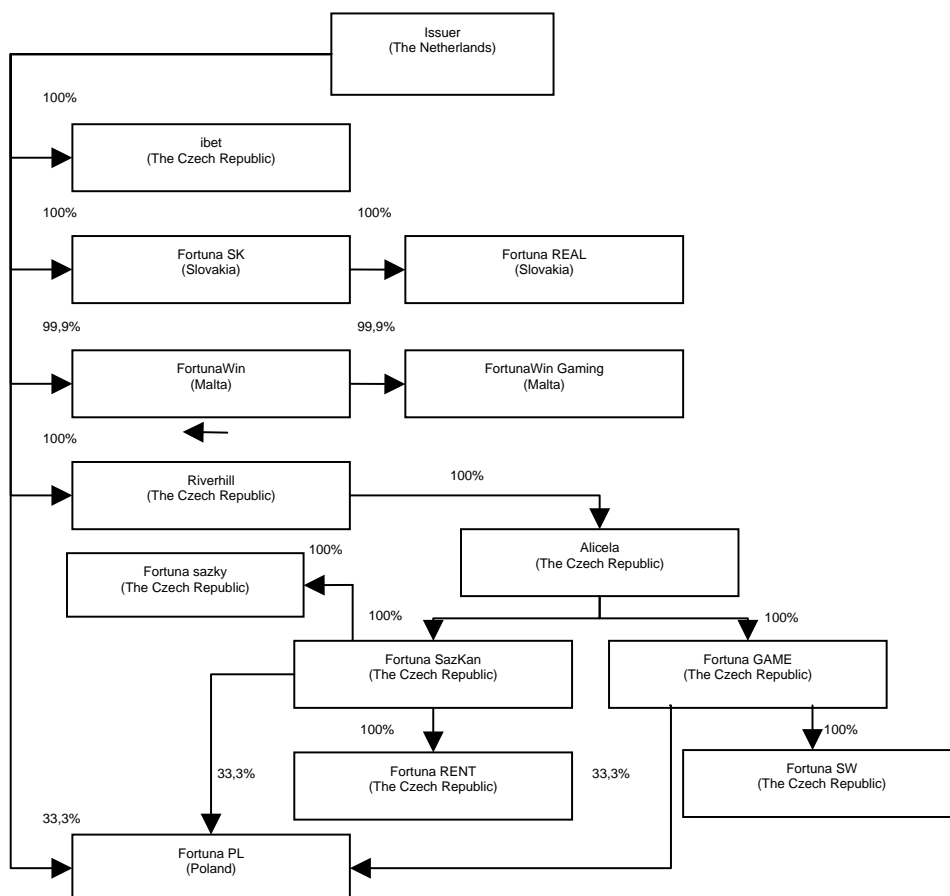 Issuer
(The Netherlands)
100%
ibet
(The Czech Republic)
100%
100%
Fortuna SK
(Slovakia)
Fortuna REAL
(Slovakia)
99,9%
99,9%
FortunaWin
(Malta)
FortunaWin Gaming
(Malta)
100%
Riverhill
(The Czech Republic)
100%
Alicela
(The Czech Republic)
100%
Fortuna sazky
(The Czech Republic)
100%
100%
Fortuna SazKan
(The Czech Republic)
Fortuna GAME
(The Czech Republic)
100%
100%
Fortuna RENT
(The Czech Republic)
Fortuna SW
(The Czech Republic)
33,3%
33,3%
33,3%
Fortuna PL
(Poland)